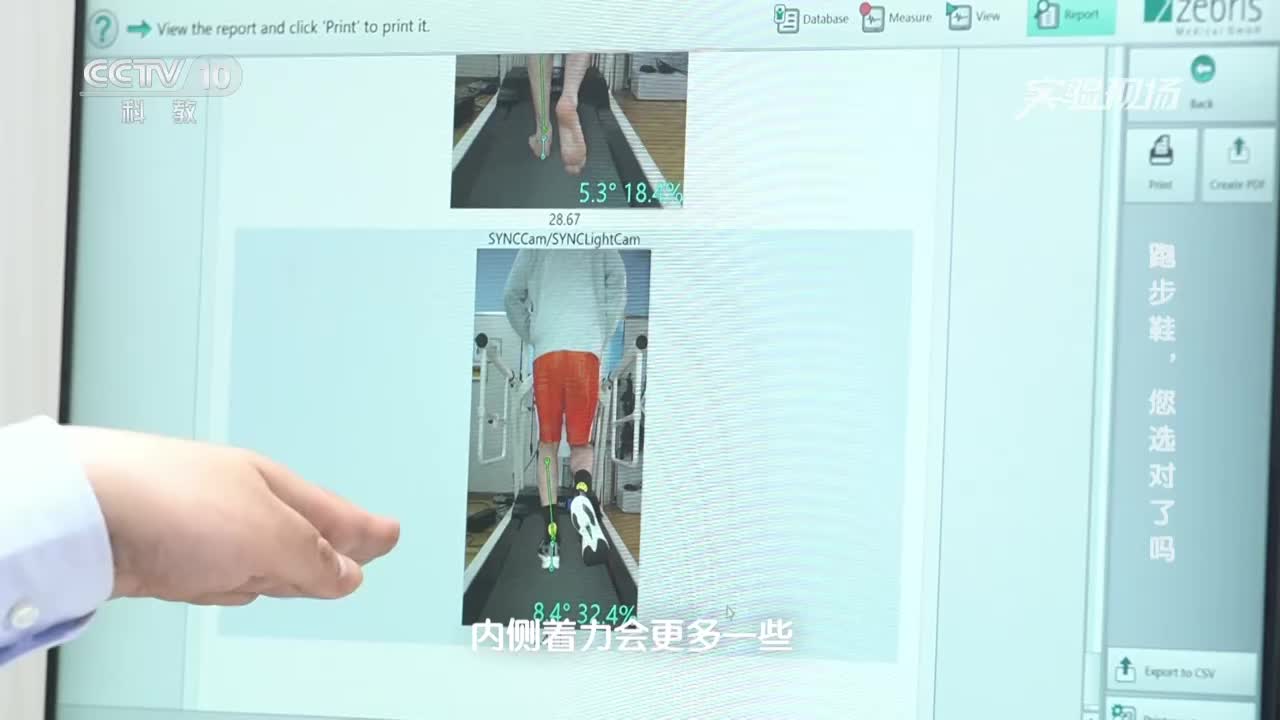 View the report and click 'Print' to print it.
Database
Measure
View
Report
zebris
Medical GmbH
CCTV 10
科教
实验现场
Back
Print
Create PDF
5.3° 18.4%
28.67
SYNCCam/SYNCLightCam
跑步鞋，您选对了吗
8.4° 32.4%
内侧着力会更多一些
Export to CSV